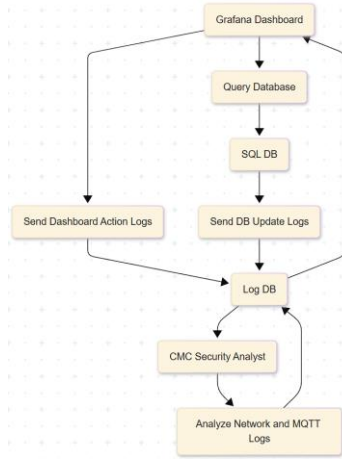 Grafana Dashboard
Query Database
SQL DB
Send Dashboard Action Logs
Send DB Update Logs
Log DB
CMC Security Analyst
Analyze Network and MQTT
Logs